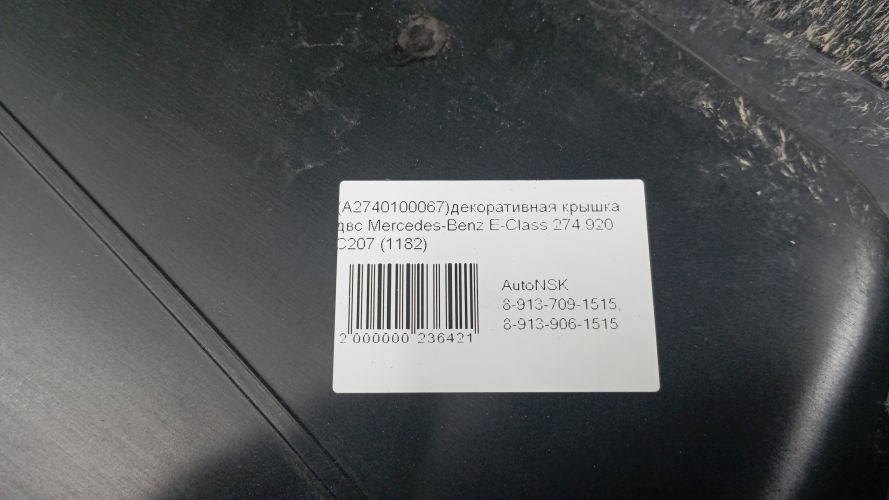 (A2740100067)декоративная крышка
двс Mercedes-Benz E-Class 274.920
C207 (1182)
AutoNSK
8-913-709-1515,
8-913-906-1515
2 000000 236421